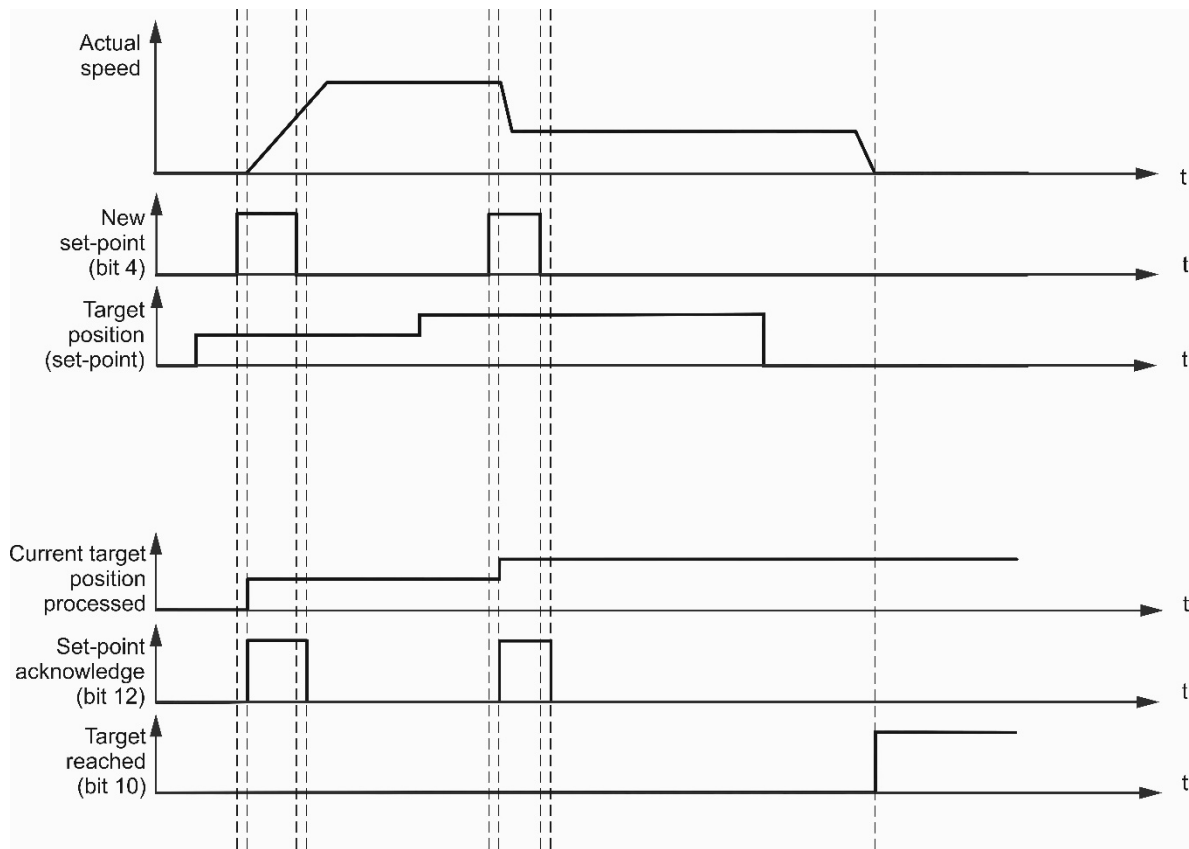 Actual
speed
t
New
set-point
(bit 4)
t
Target
position
(set-point)
t
Current target
position
processed
t
Set-point
acknowledge
(bit 12)
t
Target
reached
(bit 10)
t